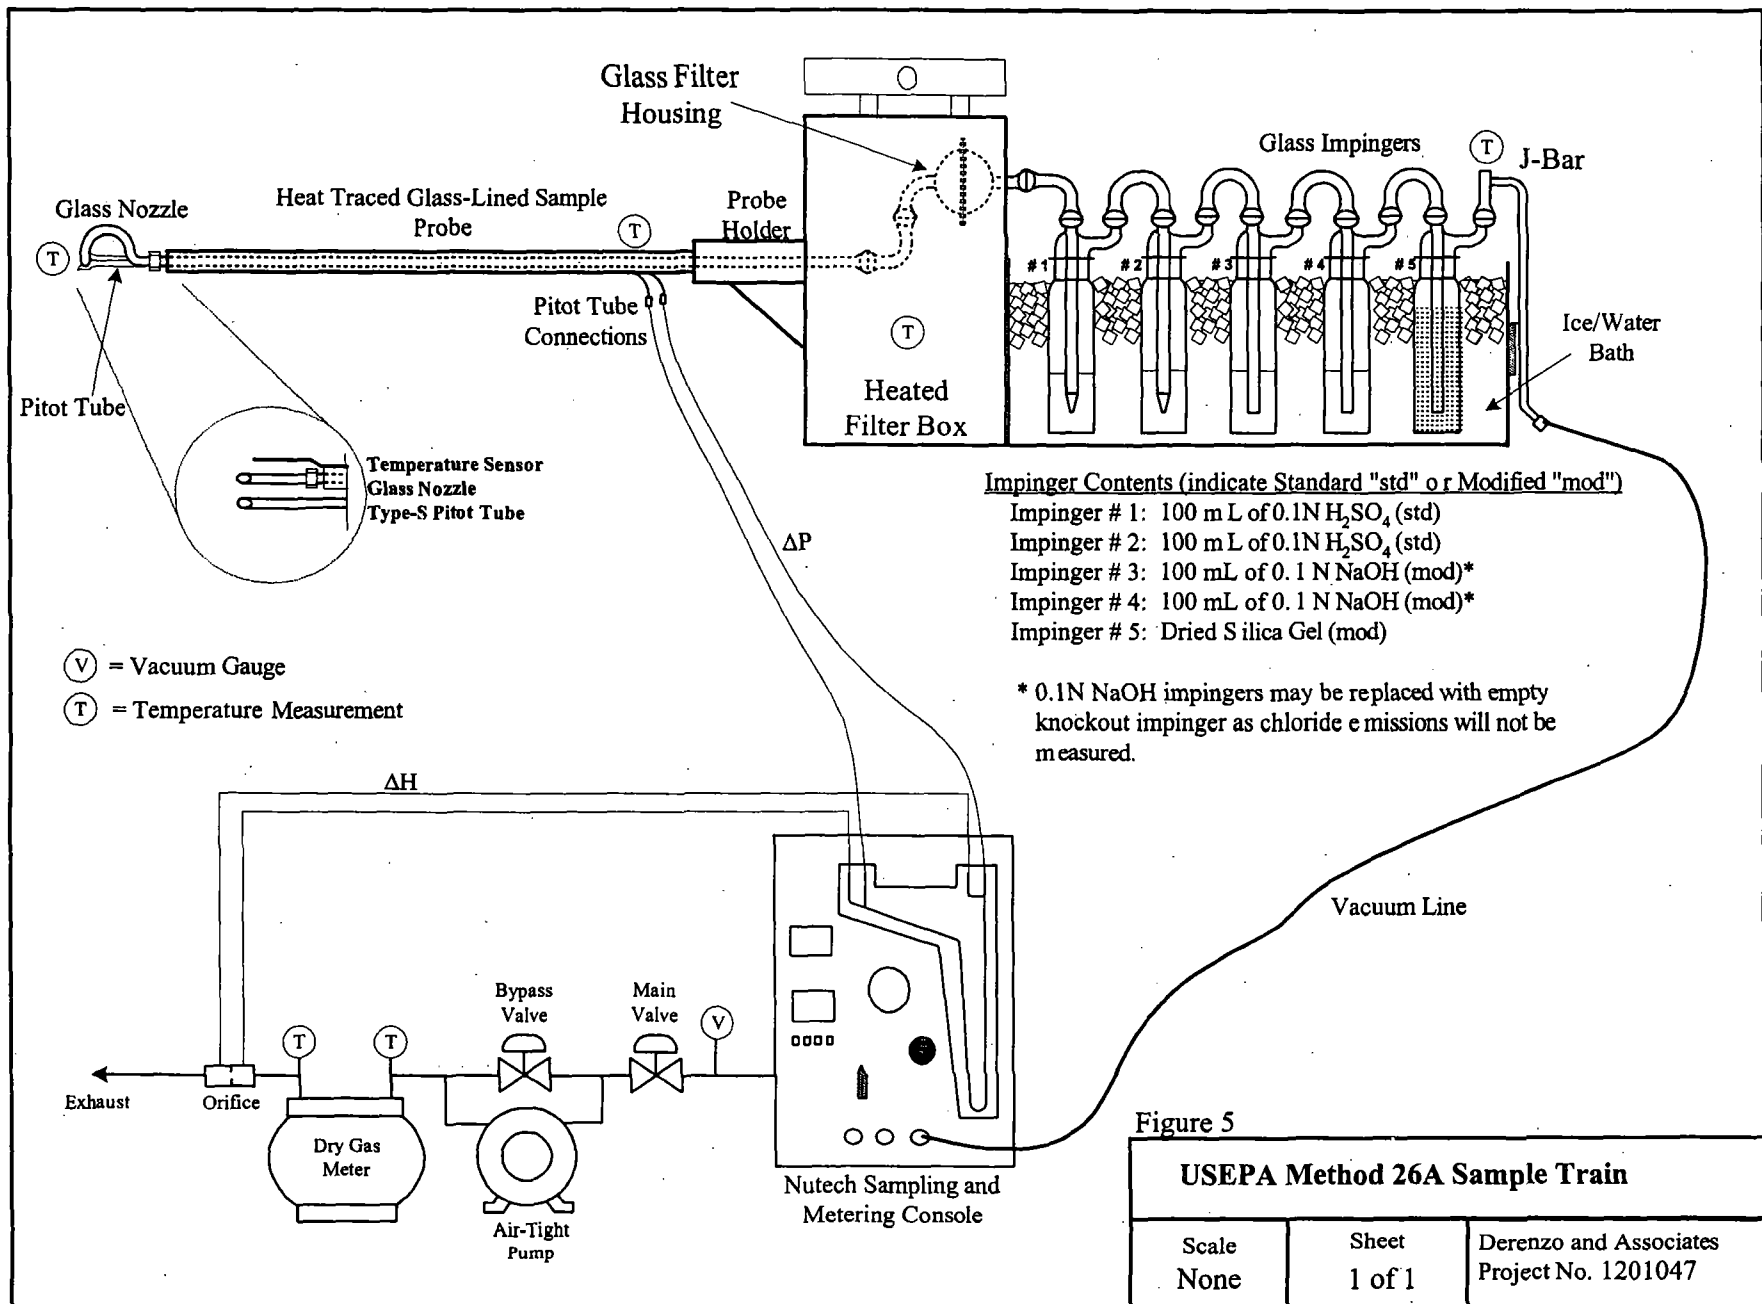 Glass Filter
Housing
Glass Impingers
T
J-Bar
Glass Nozzle
Heat Traced Glass-Lined Sample
Probe
T
Probe
Holder
T
# 1
# 2
# 3
# 4
# 5
Pitot Tube
Connections
T
Ice/Water
Bath
Pitot Tube
Heated
Filter Box
Temperature Sensor
Glass Nozzle
Type-S Pitot Tube
Impinger Contents (indicate Standard "std" o r Modified "mod")
Impinger # 1: 100 m L of 0.1N H₂SO₄ (std)
Impinger # 2: 100 m L of 0.1N H₂SO₄ (std)
Impinger # 3: 100 mL of 0. 1 N NaOH (mod)*
Impinger # 4: 100 mL of 0. 1 N NaOH (mod)*
Impinger # 5: Dried S ilica Gel (mod)
ΔP
V = Vacuum Gauge
T = Temperature Measurement
* 0.1N NaOH impingers may be replaced with empty
knockout impinger as chloride e missions will not be
m easured.
ΔH
Vacuum Line
Bypass
Valve
Main
Valve
V
T
T
Exhaust
Orifice
Dry Gas
Meter
Air-Tight
Pump
Nutech Sampling and
Metering Console
Figure 5
USEPA Method 26A Sample Train
Scale
None
Sheet
1 of 1
Derenzo and Associates
Project No. 1201047